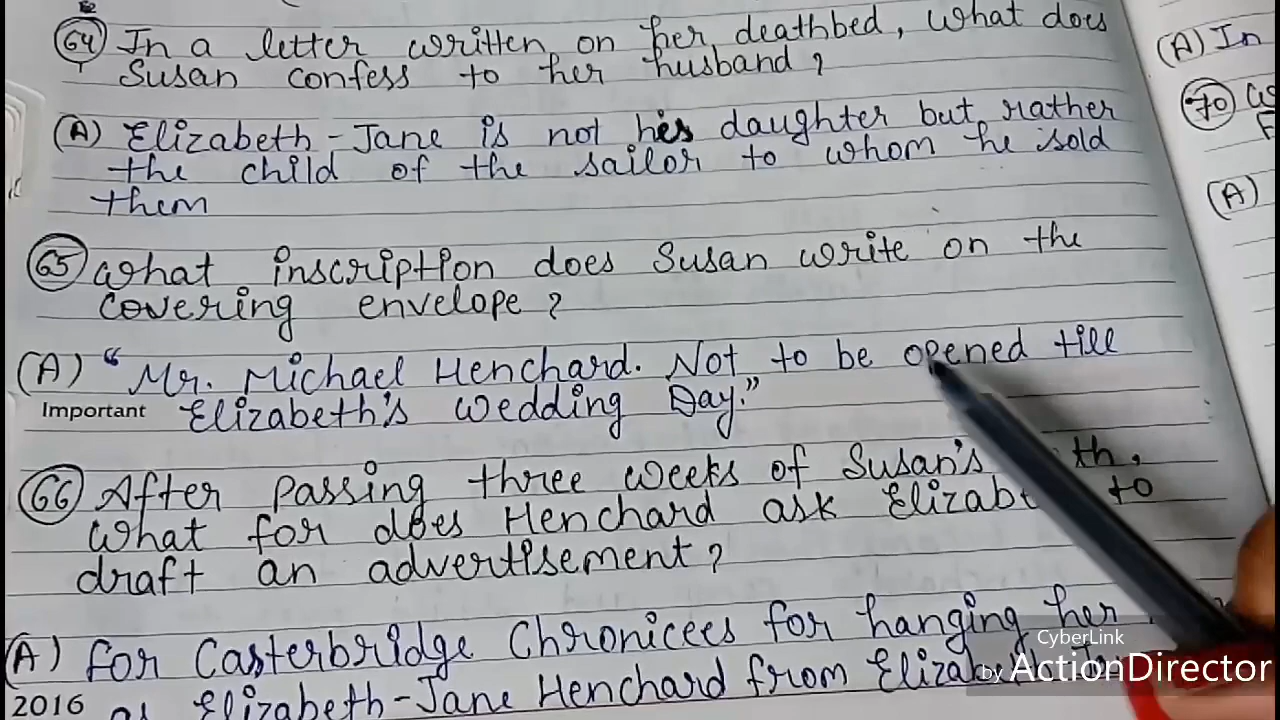 64 In a letter written on her deathbed, what does
Susan confess to her husband?
(A) Elizabeth-Jane is not his daughter but rather
the child of the sailor to whom he sold
them
65 What inscription does Susan write on the
covering envelope?
(A) "Mr. Michael Henchard. Not to be opened till
Important Elizabeth's Wedding Day."
66 After passing three weeks of Susan's
what for does Henchard ask Elizabeth to
draft an advertisement?
(A) For Casterbridge Chronicees for hanging her
2016 as Elizabeth-Jane Henchard from
(A) In
70
(A)
CyberLink
by ActionDirector